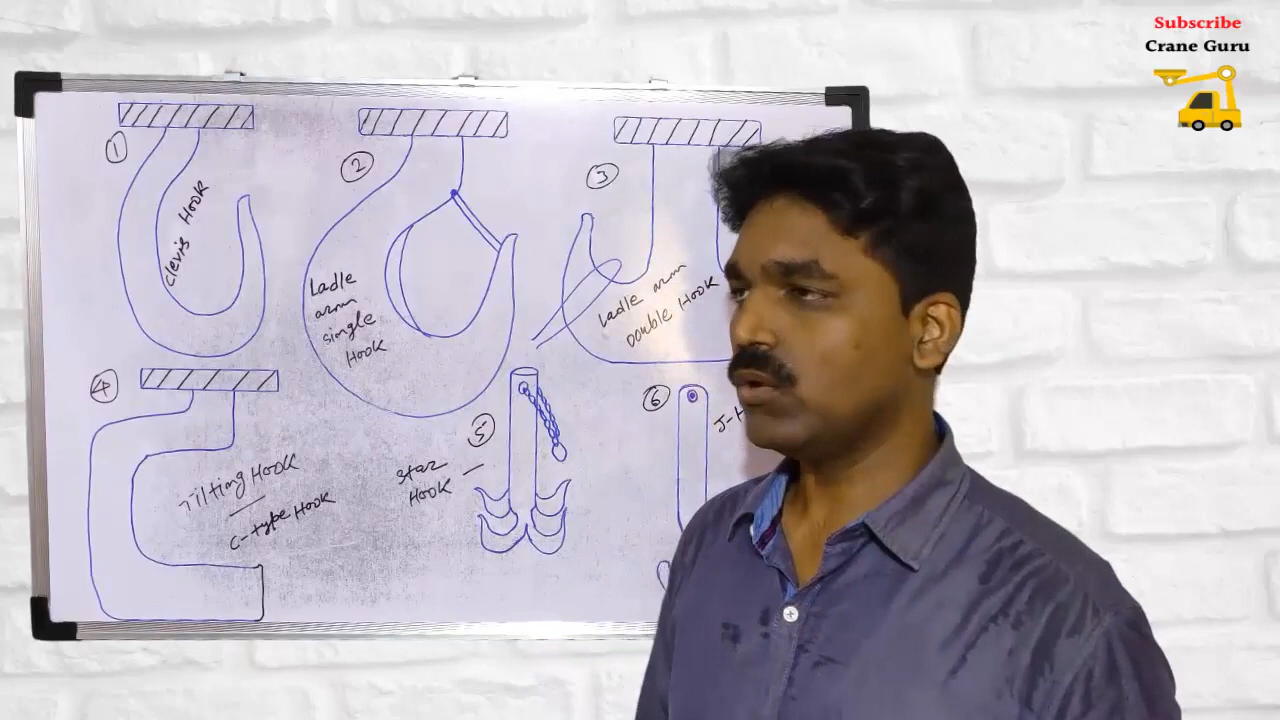 Subscribe
Crane Guru
1
clevis Hook
2
Ladle
arm
single
Hook
3
Ladle arm
Double Hook
4
Tilting Hook
C-type Hook
5
Star
Hook
6
J-H